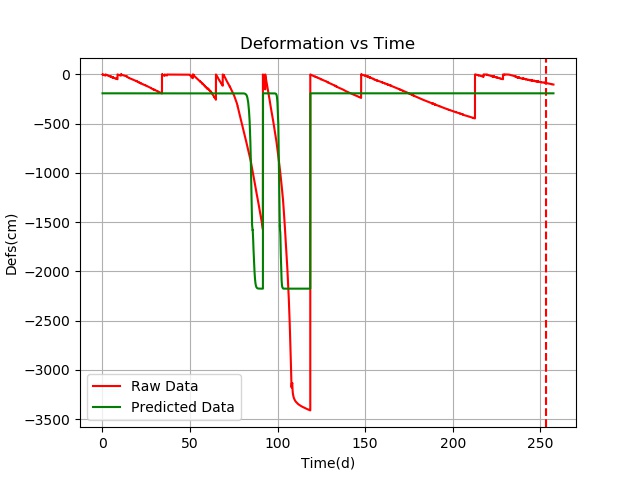 Deformation vs Time
Defs(cm)
0
−500
−1000
−1500
−2000
−2500
−3000
−3500
Raw Data
Predicted Data
0 50 100 150 200 250
Time(d)